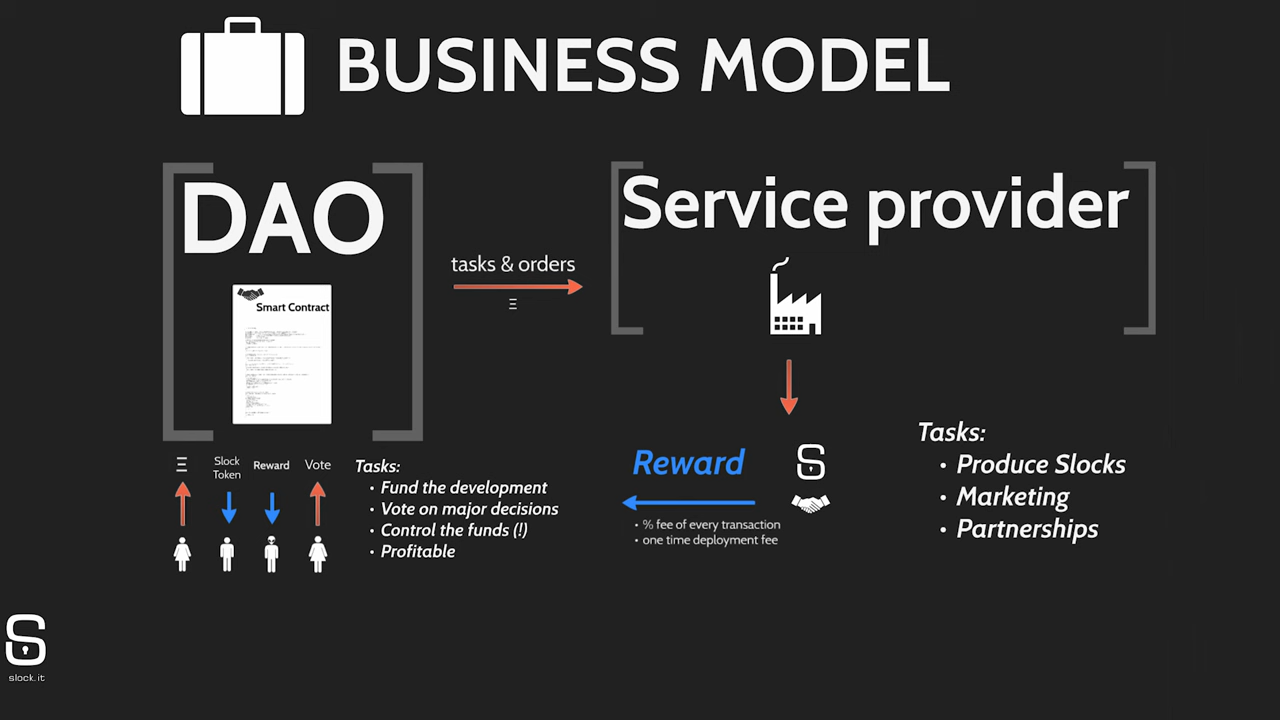 BUSINESS MODEL
DAO
Smart Contract
tasks & orders
Ξ
Service provider
Ξ
Slock
Token
Reward
Vote
Tasks:
• Fund the development
• Vote on major decisions
• Control the funds (!)
• Profitable
Reward
• % fee of every transaction
• one time deployment fee
Tasks:
• Produce Slocks
• Marketing
• Partnerships
slock.it